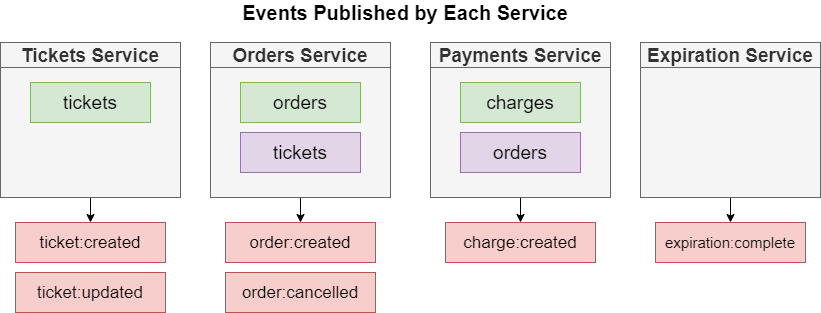 Events Published by Each Service
Tickets Service
tickets
ticket:created
ticket:updated
Orders Service
orders
tickets
order:created
order:cancelled
Payments Service
charges
orders
charge:created
Expiration Service
expiration:complete